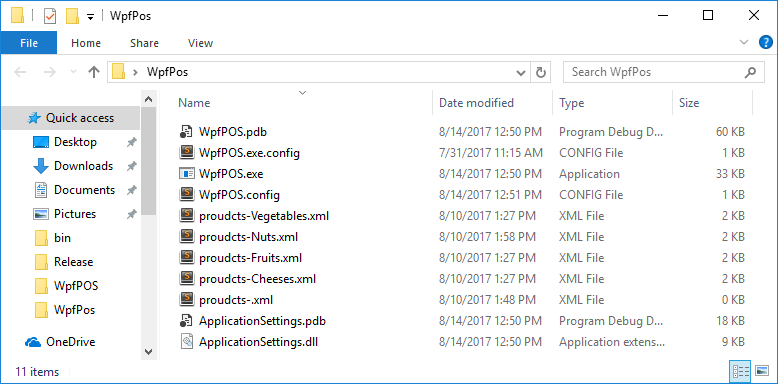 WpfPos
File Home Share View
WpfPos Search WpfPos
Name Date modified Type Size
Quick access
Desktop
Downloads
Documents
Pictures
bin
Release
WpfPOS
WpfPos
OneDrive
WpfPOS.pdb 8/14/2017 12:50 PM Program Debug D... 60 KB
WpfPOS.exe.config 7/31/2017 11:15 AM CONFIG File 1 KB
WpfPOS.exe 8/14/2017 12:50 PM Application 33 KB
WpfPOS.config 8/14/2017 12:51 PM CONFIG File 1 KB
proudcts-Vegetables.xml 8/10/2017 1:27 PM XML File 2 KB
proudcts-Nuts.xml 8/10/2017 1:58 PM XML File 2 KB
proudcts-Fruits.xml 8/10/2017 1:27 PM XML File 2 KB
proudcts-Cheeses.xml 8/10/2017 1:27 PM XML File 2 KB
proudcts-.xml 8/10/2017 1:48 PM XML File 0 KB
ApplicationSettings.pdb 8/14/2017 12:50 PM Program Debug D... 18 KB
ApplicationSettings.dll 8/14/2017 12:50 PM Application extens... 9 KB
11 items